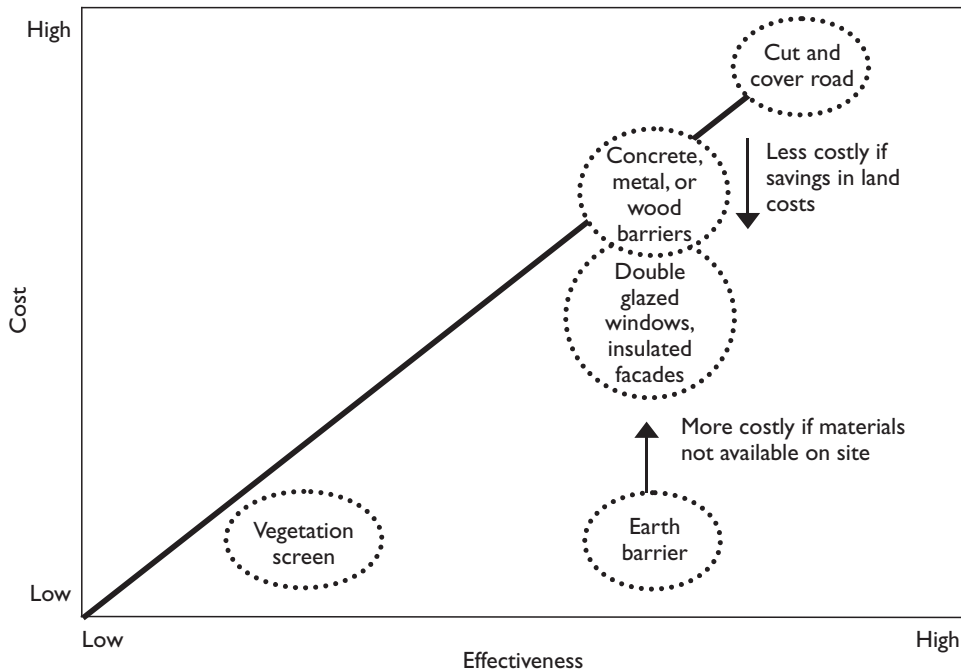 High
Cut and
cover road
Concrete,
metal, or
wood
barriers
Less costly if
savings in land
costs
Double
glazed
windows,
insulated
facades
Cost
More costly if materials
not available on site
Vegetation
screen
Earth
barrier
Low
Low
High
Effectiveness